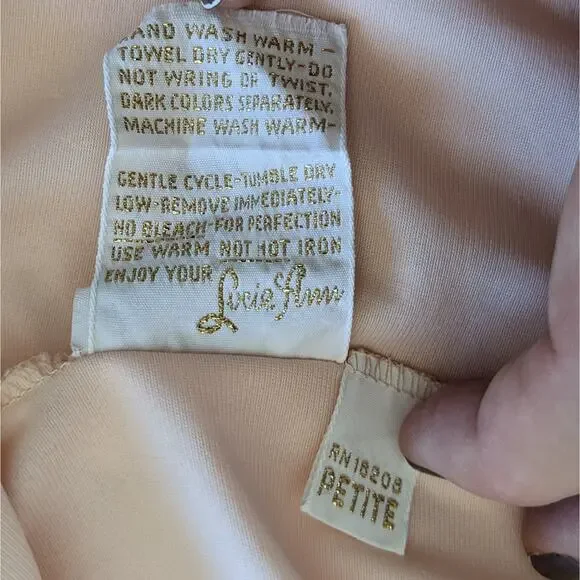 HAND WASH WARM –
TOWEL DRY GENTLY-DO
NOT WRING OR TWIST.
DARK COLORS SEPARATELY.
MACHINE WASH WARM-
GENTLE CYCLE-TUMBLE DRY
LOW-REMOVE IMMEDIATELY-
NO BLEACH-FOR PERFECTION
USE WARM NOT HOT IRON
ENJOY YOUR Lucie Ann
RN 18208
PETITE